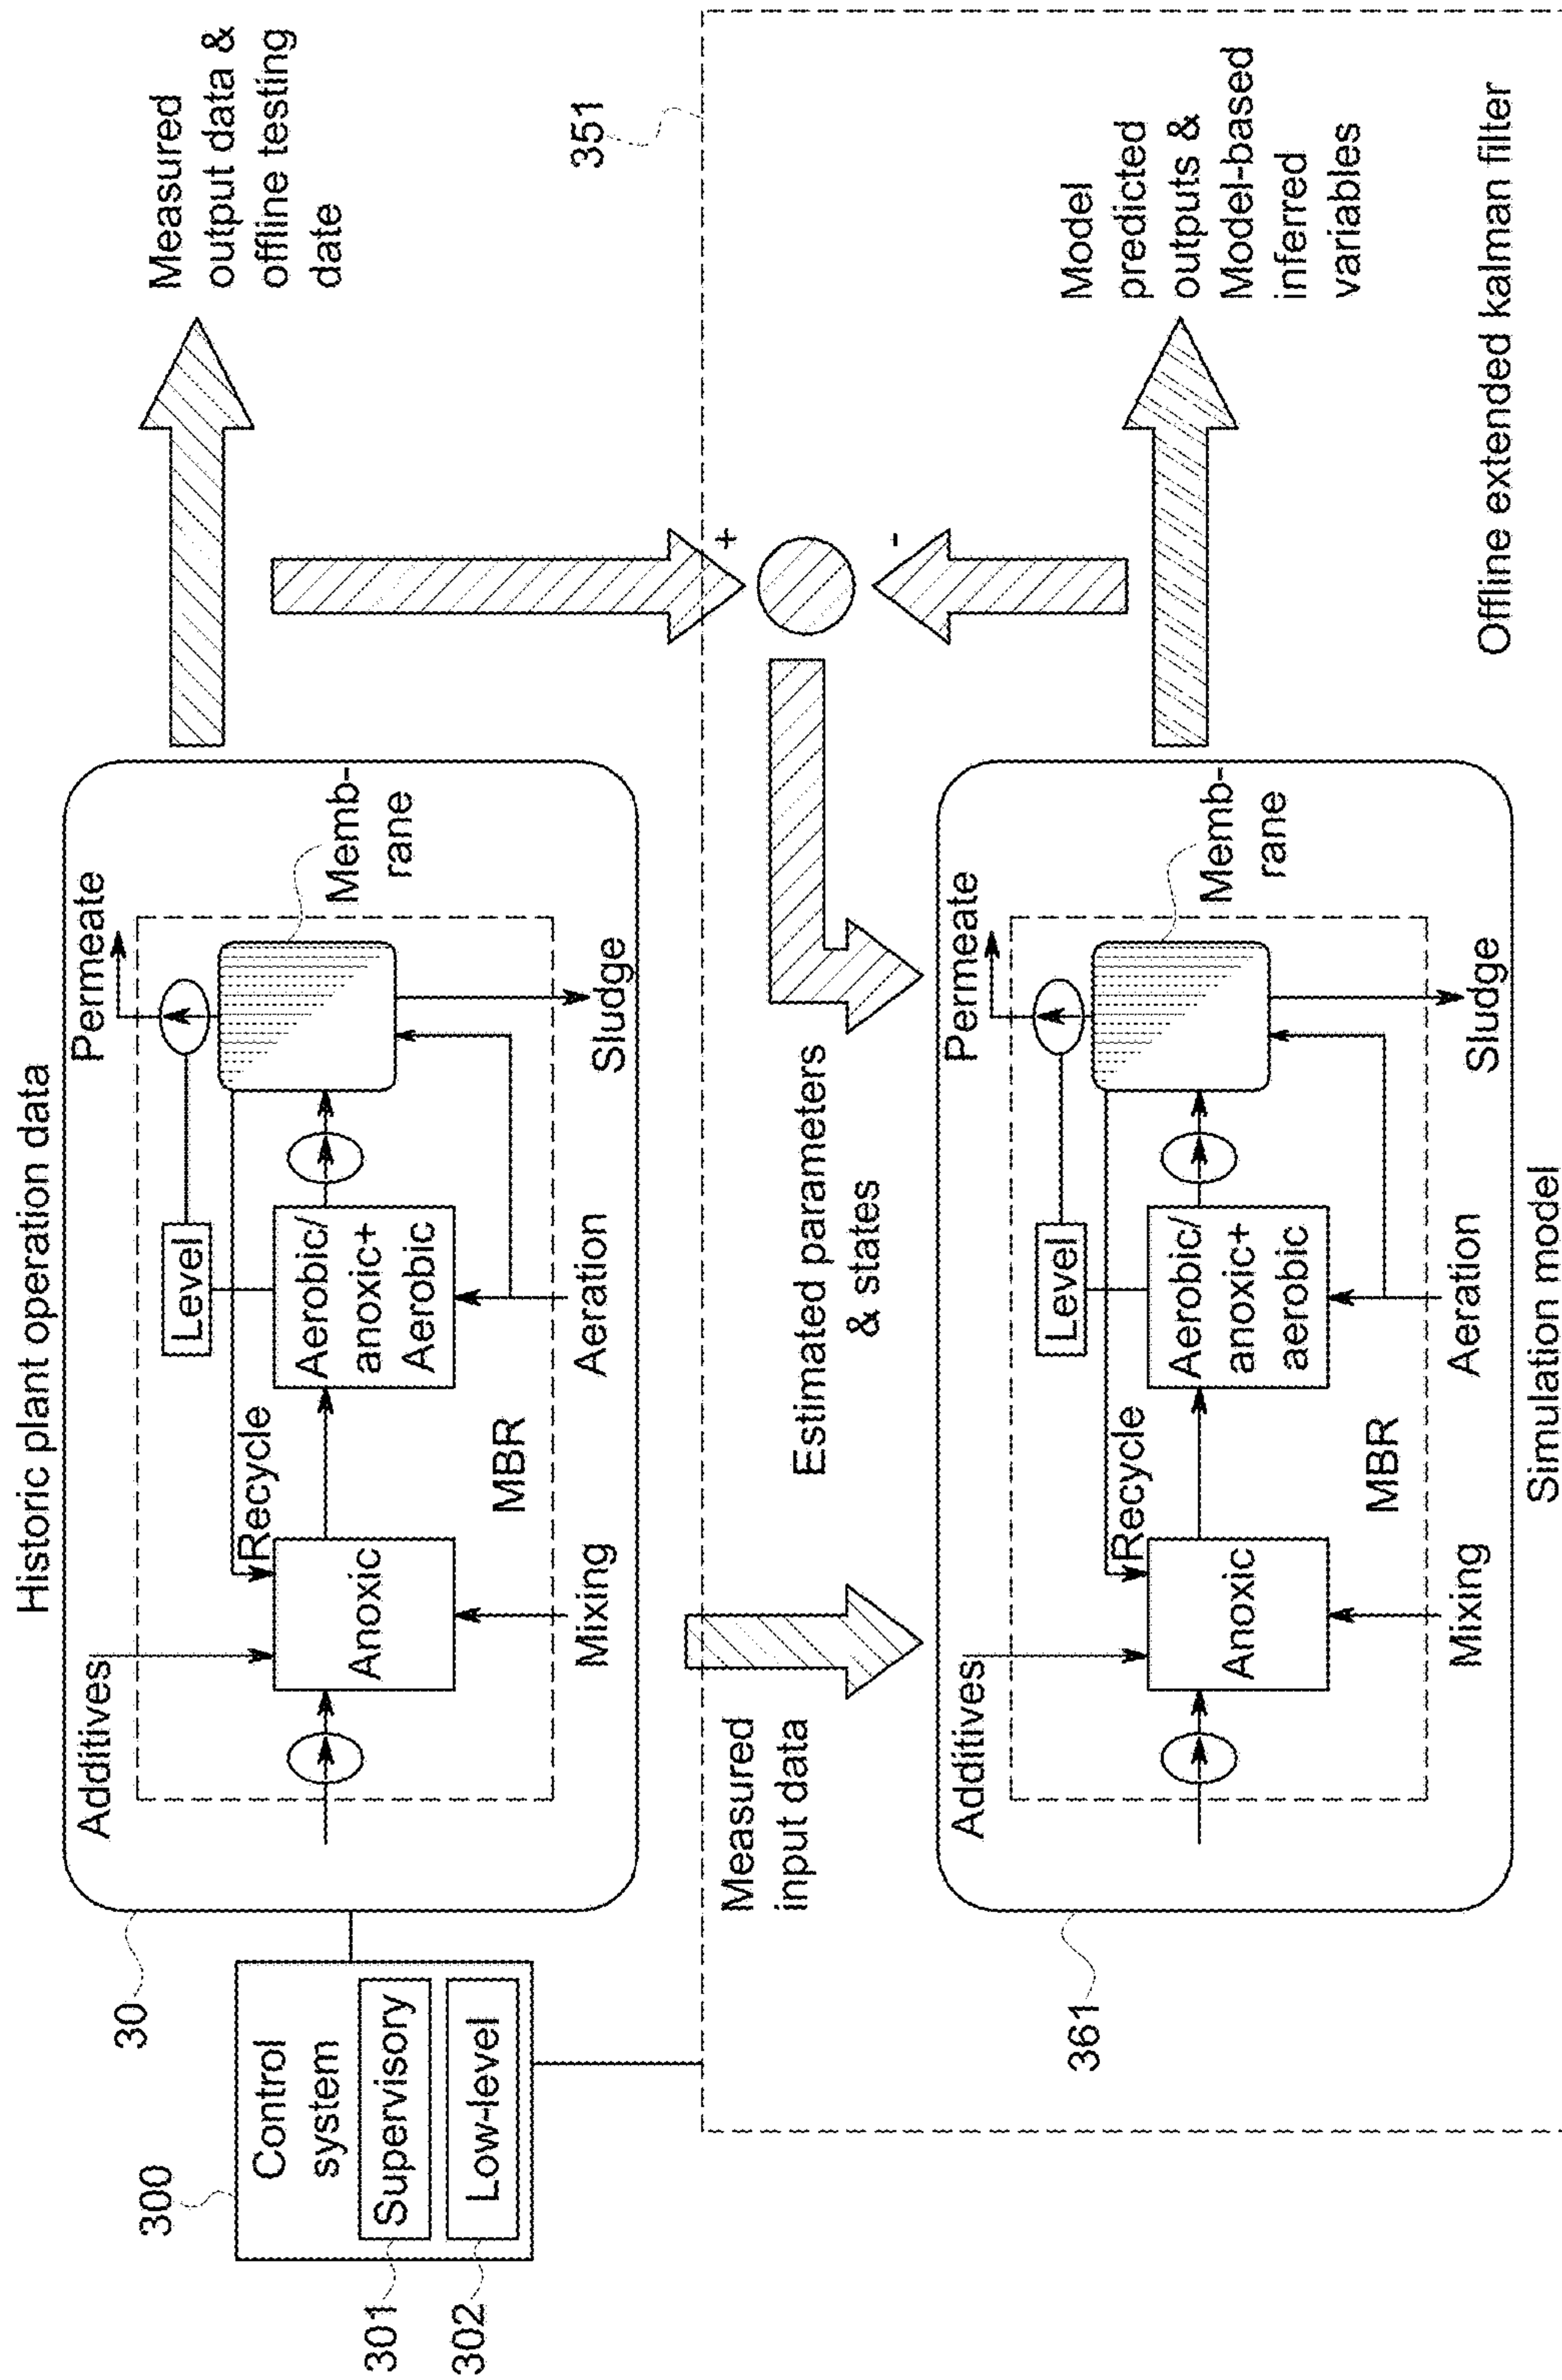 Historic plant operation data
300
Control
system
Supervisory
Low-level
301
302
30
Additives
Permeate
Level
Recycle
Anoxic
Aerobic/
anoxic+
Aerobic
Memb-
rane
MBR
Mixing
Aeration
Sludge
Measured
output data &
offline testing
date
351
+
-
Measured
input data
Estimated parameters
& states
361
Additives
Permeate
Level
Recycle
Anoxic
Aerobic/
anoxic+
aerobic
Memb-
rane
MBR
Mixing
Aeration
Sludge
Simulation model
Model
predicted
outputs &
Model-based
inferred
variables
Offline extended kalman filter